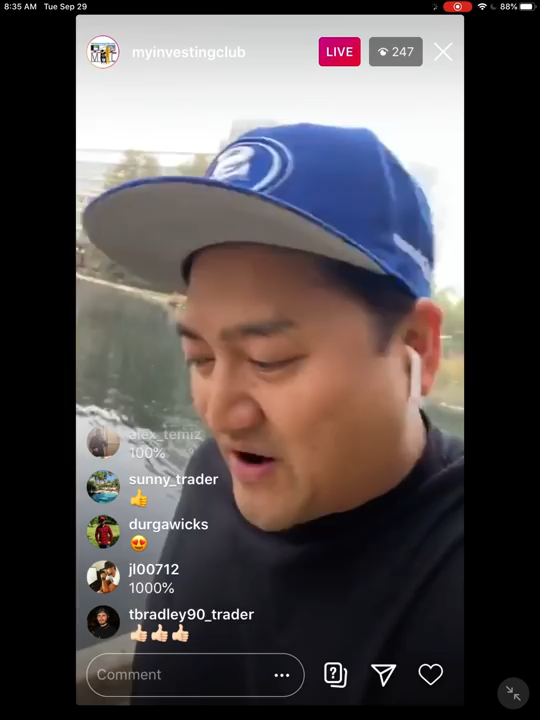 8:35 AM Tue Sep 29
88%
myinvestingclub
LIVE
247
alex_temiz
100%
sunny_trader
👍
durgawicks
😍
jl00712
1000%
tbradley90_trader
👍🏻👍🏻👍🏻
Comment